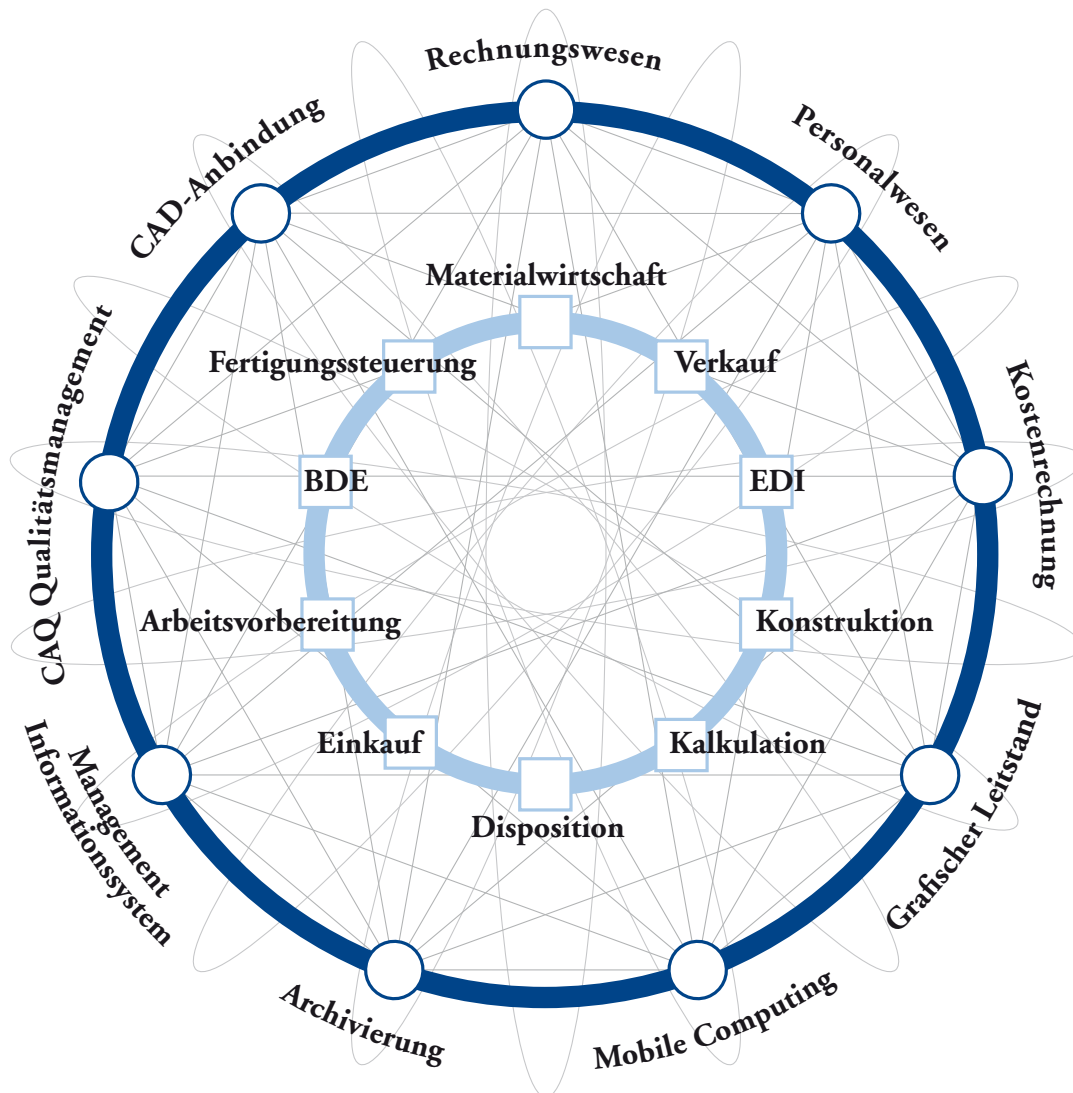 Rechnungswesen
Personalwesen
Kostenrechnung
Grafischer Leitstand
Mobile Computing
Archivierung
Management
Informationssystem
CAQ Qualitätsmanagement
CAD-Anbindung
Materialwirtschaft
Verkauf
EDI
Konstruktion
Kalkulation
Disposition
Einkauf
Arbeitsvorbereitung
BDE
Fertigungssteuerung